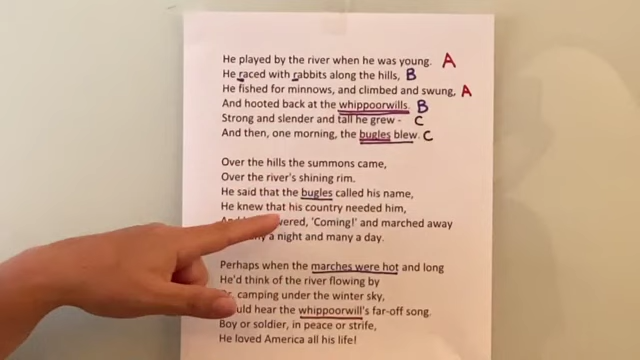 He played by the river when he was young. A
He raced with rabbits along the hills, B
He fished for minnows, and climbed and swung, A
And hooted back at the whippoorwills. B
Strong and slender and tall he grew - C
And then, one morning, the bugles blew. C
Over the hills the summons came,
Over the river's shining rim.
He said that the bugles called his name,
He knew that his country needed him,
'Coming!' and marched away
a night and many a day.
Perhaps when the marches were hot and long
He'd think of the river flowing by
camping under the winter sky,
hear the whippoorwill's far-off song.
Boy or soldier, in peace or strife,
He loved America all his life!